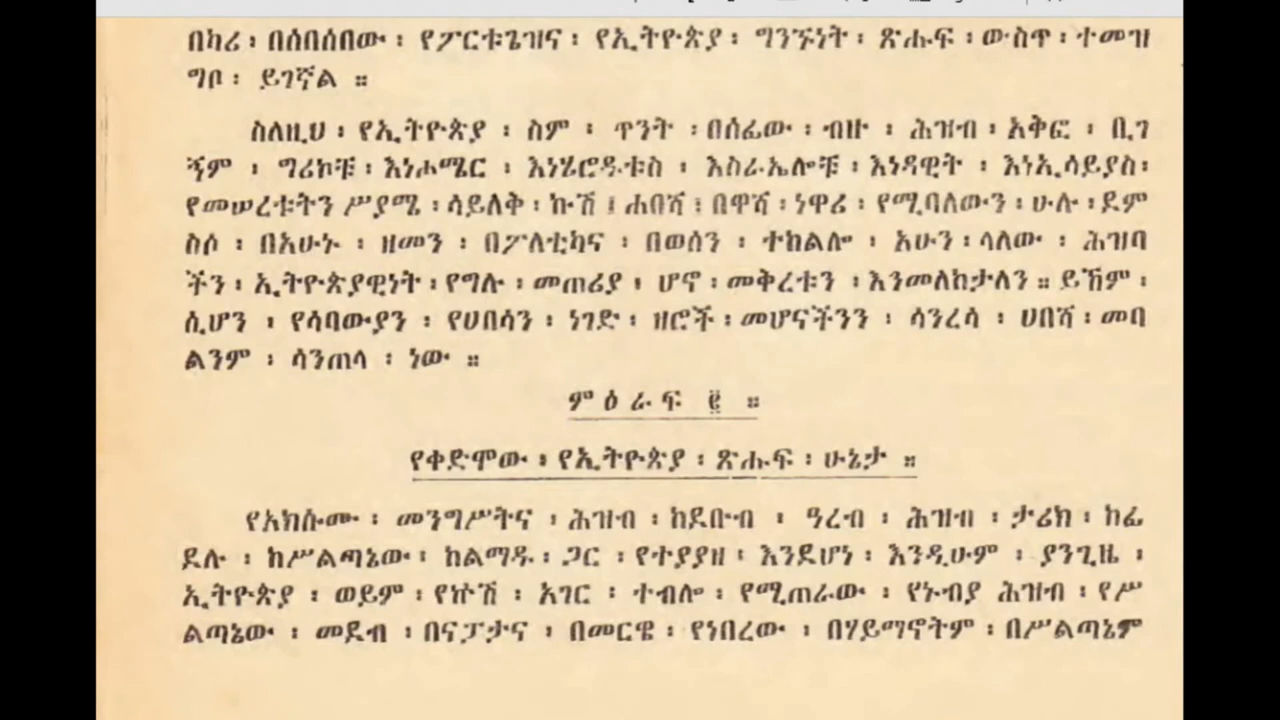 በካሪ ፡ በሰበሰበው ፡ የፖርቱጌዝና ፡ የኢትዮጵያ ፡ ግንኙነት ፡ ጽሑፍ ፡ ውስጥ ፡ ተመዝ
ግቦ ፡ ይገኛል ።
ስለዚህ ፡ የኢትዮጵያ ፡ ስም ፡ ጥንት ፡ በሰፊው ፡ ብዙ ፡ ሕዝብ ፡ አቅፎ ፡ ቢገ
ኝም ፡ ግሪኮቹ ፡ እነሖሜር ፡ እነሄሮዱቱስ ፡ እስራኤሎቹ ፡ እነዳዊት ፡ እነኢሳይያስ፡
የመሠረቱትን ሥያሜ ፡ ሳይለቅ ፡ ኩሽ ፤ ሐበሻ ፤ በዋሻ ፡ ነዋሪ ፡ የሚባለውን ፡ ሁሉ ፡ ደም
ስሶ ፡ በአሁኑ ፡ ዘመን ፡ በፖለቲካና ፡ በወሰን ፡ ተከልሎ ፡ አሁን ፡ ላለው ፡ ሕዝባ
ችን ፡ ኢትዮጵያዊነት ፡ የግሉ ፡ መጠሪያ ፡ ሆኖ ፡ መቅረቱን ፡ እንመለከታለን ። ይኸም ፡
ሲሆን ፡ የሳባውያን ፡ የሀበሳን ፡ ነገድ ፡ ዘሮች ፡ መሆናችንን ፡ ሳንረሳ ፡ ሀበሻ ፡ መባ
ልንም ፡ ሳንጠላ ፡ ነው ።
ምዕራፍ ፪ ።
የቀድሞው ፡ የኢትዮጵያ ፡ ጽሑፍ ፡ ሁኔታ ።
የአክሱሙ ፡ መንግሥትና ፡ ሕዝብ ፡ ከደቡብ ፡ ዓረብ ፡ ሕዝብ ፡ ታሪክ ፡ ከፊ
ደሉ ፡ ከሥልጣኔው ፡ ከልማዱ ፡ ጋር ፡ የተያያዘ ፡ እንደሆነ ፡ እንዲሁም ፡ ያንጊዜ ፡
ኢትዮጵያ ፡ ወይም ፡ የኵሽ ፡ አገር ፡ ተብሎ ፡ የሚጠራው ፡ የኑብያ ሕዝብ ፡ የሥ
ልጣኔው ፡ መደብ ፡ በናፓታና ፡ በመርዌ ፡ የነበረው ፡ በሃይማኖትም ፡ በሥልጣኔም